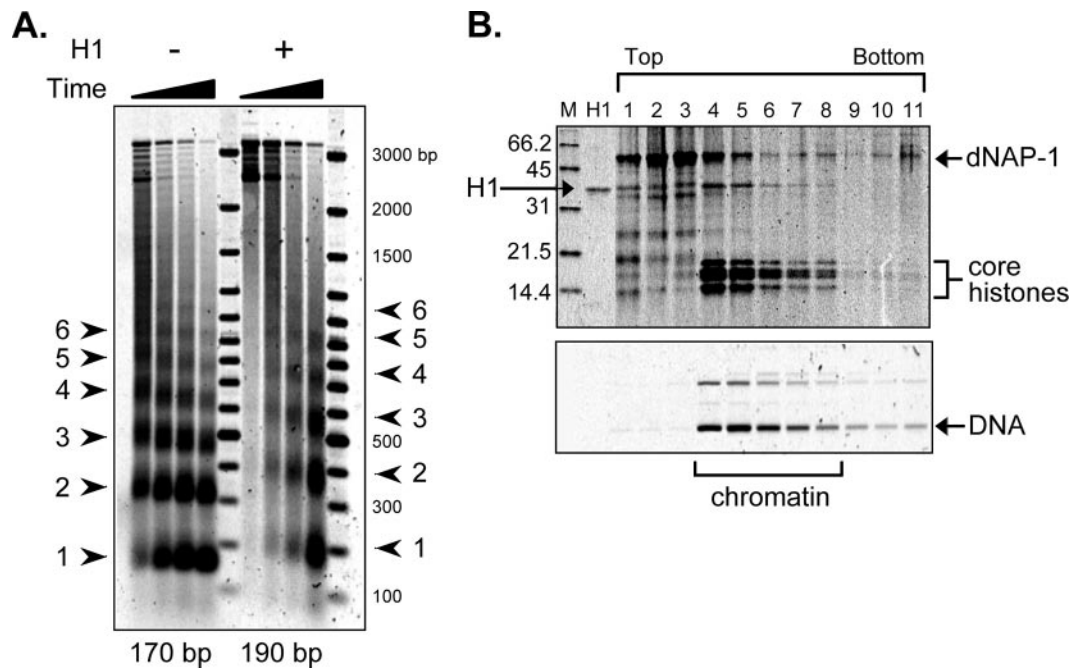 A.
H1 - +
Time
3000 bp
2000
1500
6
5
4
3
2
1
6
5
4
3
2
1
500
300
100
170 bp 190 bp
B.
Top Bottom
M H1 1 2 3 4 5 6 7 8 9 10 11
66.2
45
31
21.5
14.4
H1
dNAP-1
core
histones
DNA
chromatin